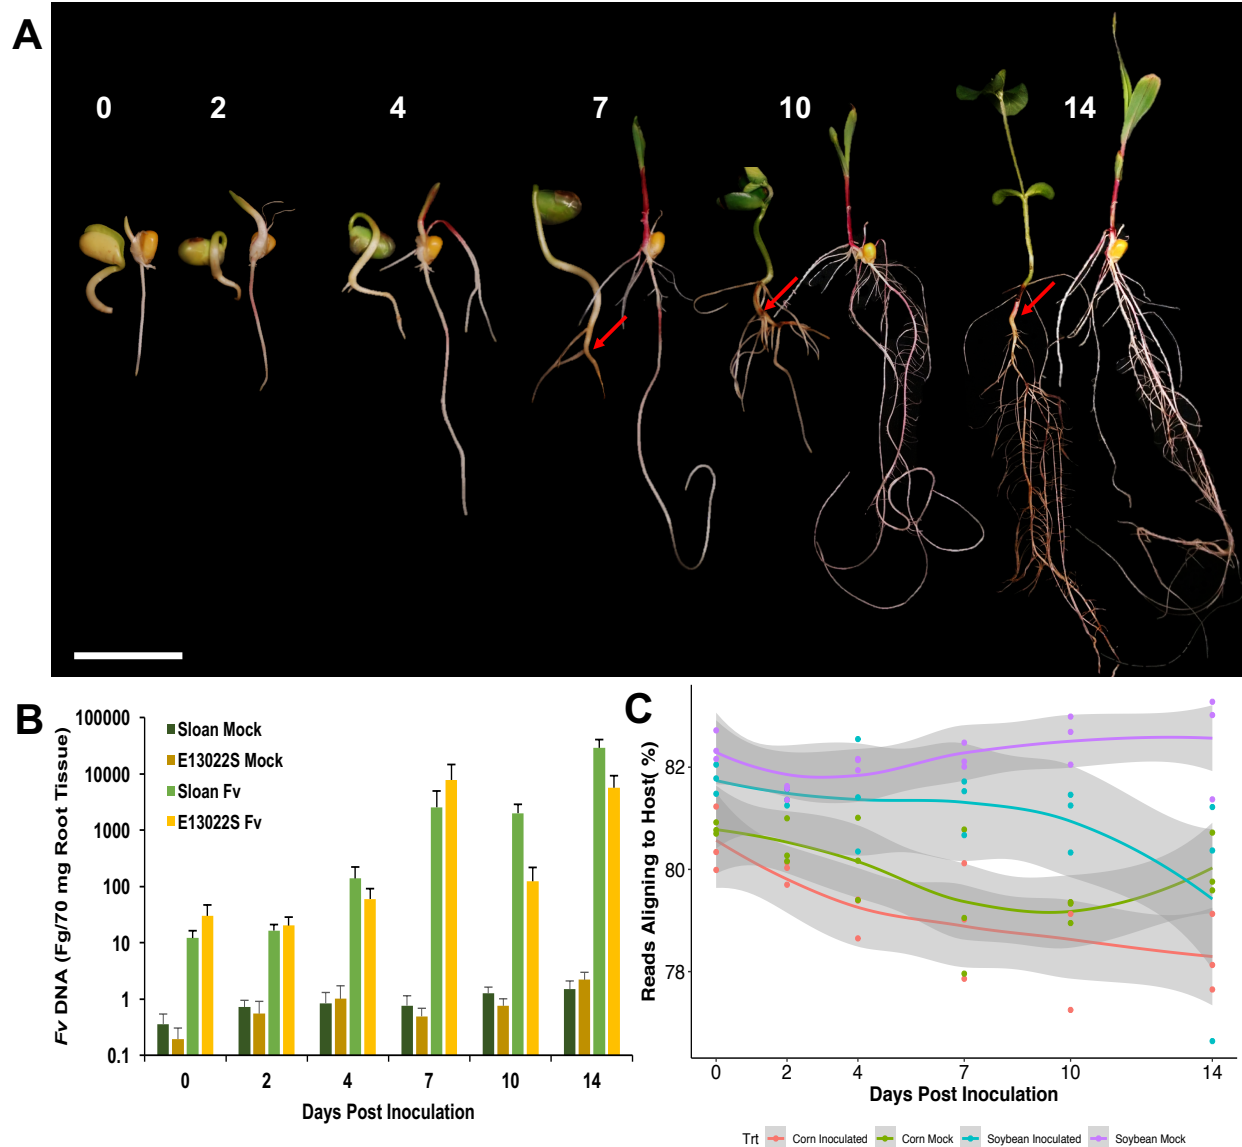 A
0 2 4 7 10 14
B
100000
10000
1000
100
10
1
0.1
Fv DNA (Fg/70 mg Root Tissue)
Sloan Mock
E13022S Mock
Sloan Fv
E13022S Fv
0 2 4 7 10 14
Days Post Inoculation
C
82
80
78
Reads Aligning to Host( %)
0 2 4 7 10 14
Days Post Inoculation
Trt Corn Inoculated Corn Mock Soybean Inoculated Soybean Mock